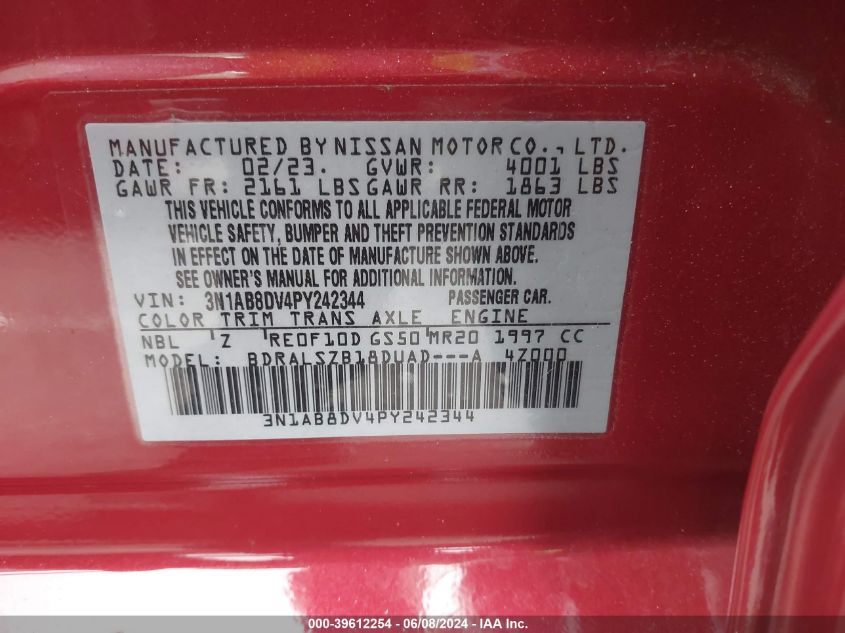 MANUFACTURED BY NISSAN MOTOR CO., LTD.
DATE: 02/23. GVWR: 4001 LBS
GAWR FR: 2161 LBS GAWR RR: 1863 LBS
THIS VEHICLE CONFORMS TO ALL APPLICABLE FEDERAL MOTOR
VEHICLE SAFETY, BUMPER AND THEFT PREVENTION STANDARDS
IN EFFECT ON THE DATE OF MANUFACTURE SHOWN ABOVE.
SEE OWNER'S MANUAL FOR ADDITIONAL INFORMATION.
VIN: 3N1AB8DV4PY242344 PASSENGER CAR.
COLOR TRIM TRANS AXLE ENGINE
NBL Z RE0F10D GS50 MR20 1997 CC
MODEL: BDRALSZB18DUAD---A 4Z000
3N1AB8DV4PY242344
000-39612254 - 06/08/2024 - IAA Inc.